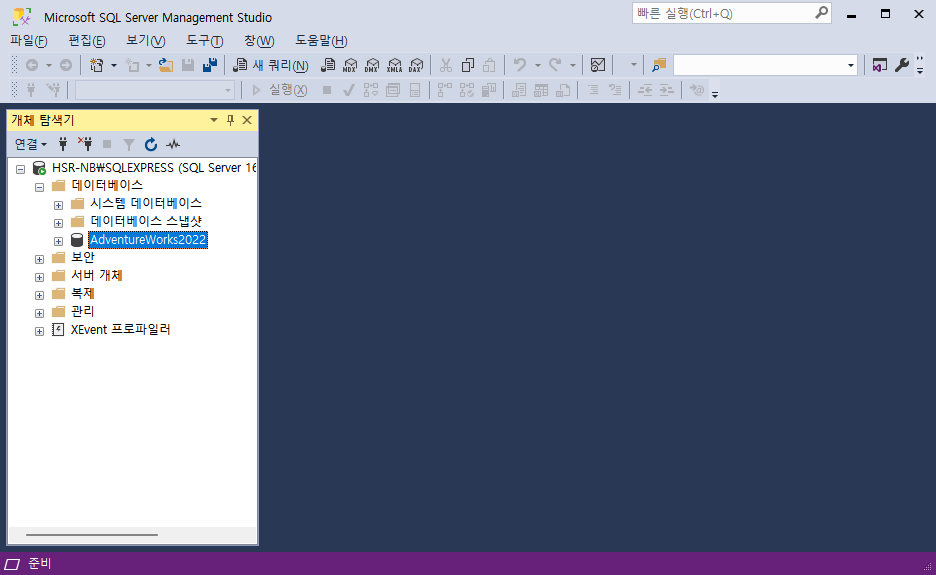 Microsoft SQL Server Management Studio
빠른 실행(Ctrl+Q)
파일(F) 편집(E) 보기(V) 도구(T) 창(W) 도움말(H)
새 쿼리(N) MDX DMX XMLA DAX
실행(X)
개체 탐색기
연결
HSR-NB₩SQLEXPRESS (SQL Server 16
데이터베이스
시스템 데이터베이스
데이터베이스 스냅샷
AdventureWorks2022
보안
서버 개체
복제
관리
XEvent 프로파일러
준비